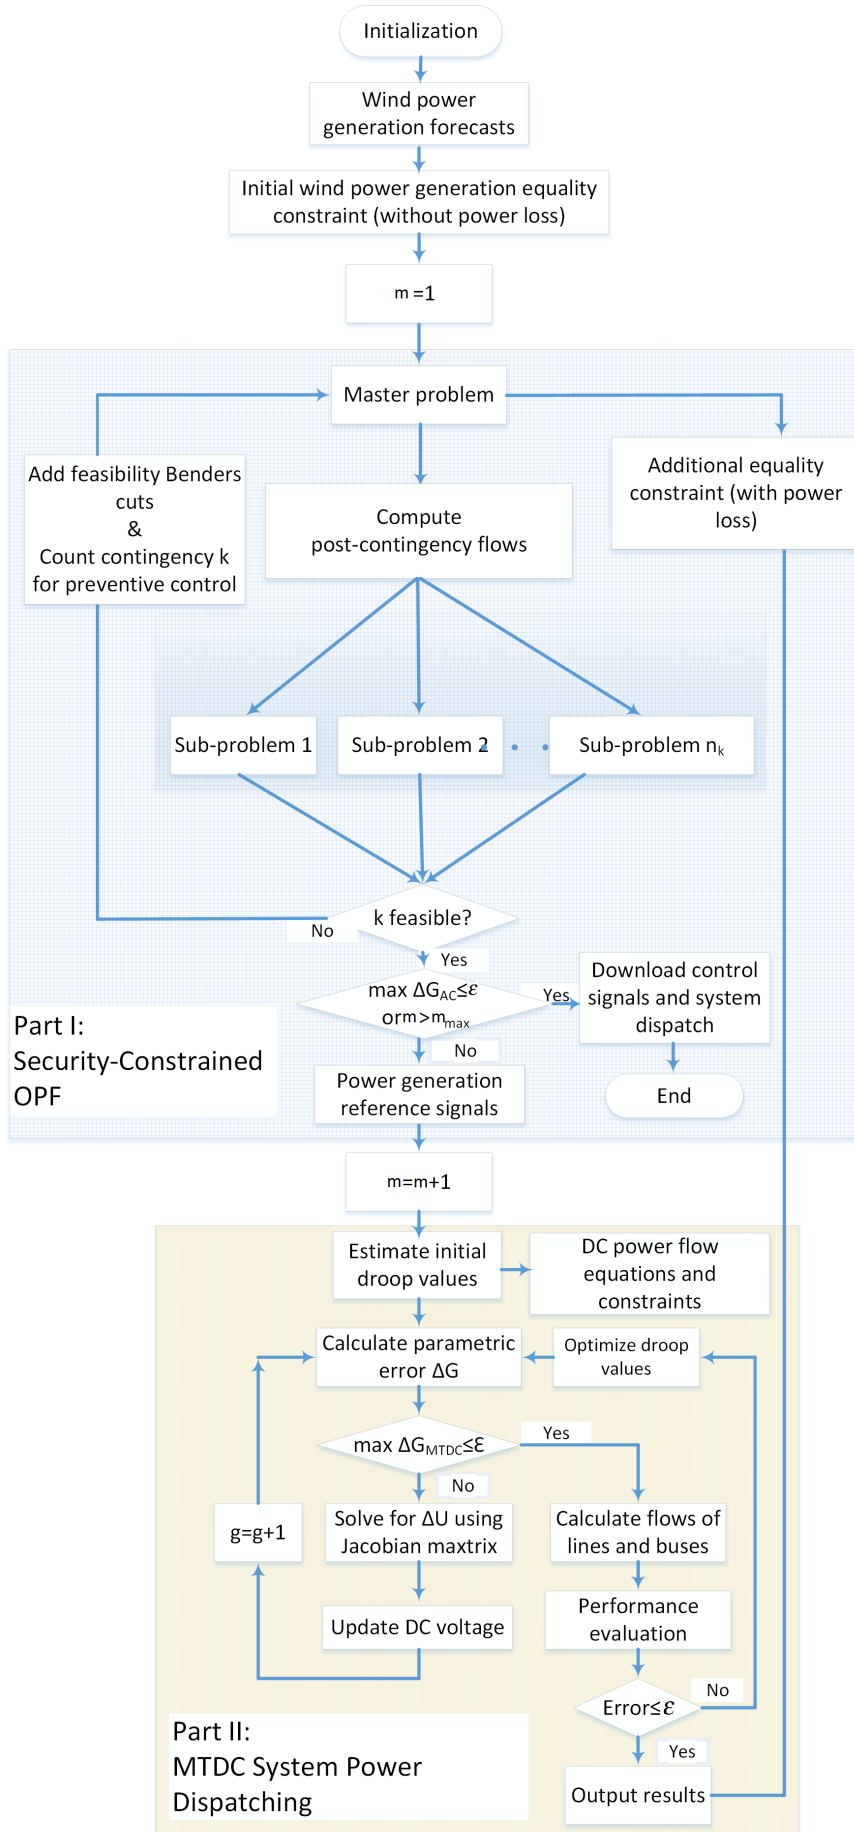 Initialization
Wind power
generation forecasts
Initial wind power generation equality
constraint (without power loss)
m=1
Master problem
Add feasibility Benders
cuts
&
Count contingency k
for preventive control
Compute
post-contingency flows
Additional equality
constraint (with power
loss)
Sub-problem 1
Sub-problem 2
Sub-problem nk
k feasible?
No
Yes
max ΔGAC≤ε
orm>mmax
Yes
Download control
signals and system
dispatch
No
Part I:
Security-Constrained
OPF
Power generation
reference signals
End
m=m+1
Estimate initial
droop values
DC power flow
equations and
constraints
Calculate parametric
error ΔG
Optimize droop
values
max ΔGMTDC≤Ɛ
Yes
No
g=g+1
Solve for ΔU using
Jacobian maxtrix
Calculate flows of
lines and buses
Update DC voltage
Performance
evaluation
Error≤ε
No
Yes
Part II:
MTDC System Power
Dispatching
Output results